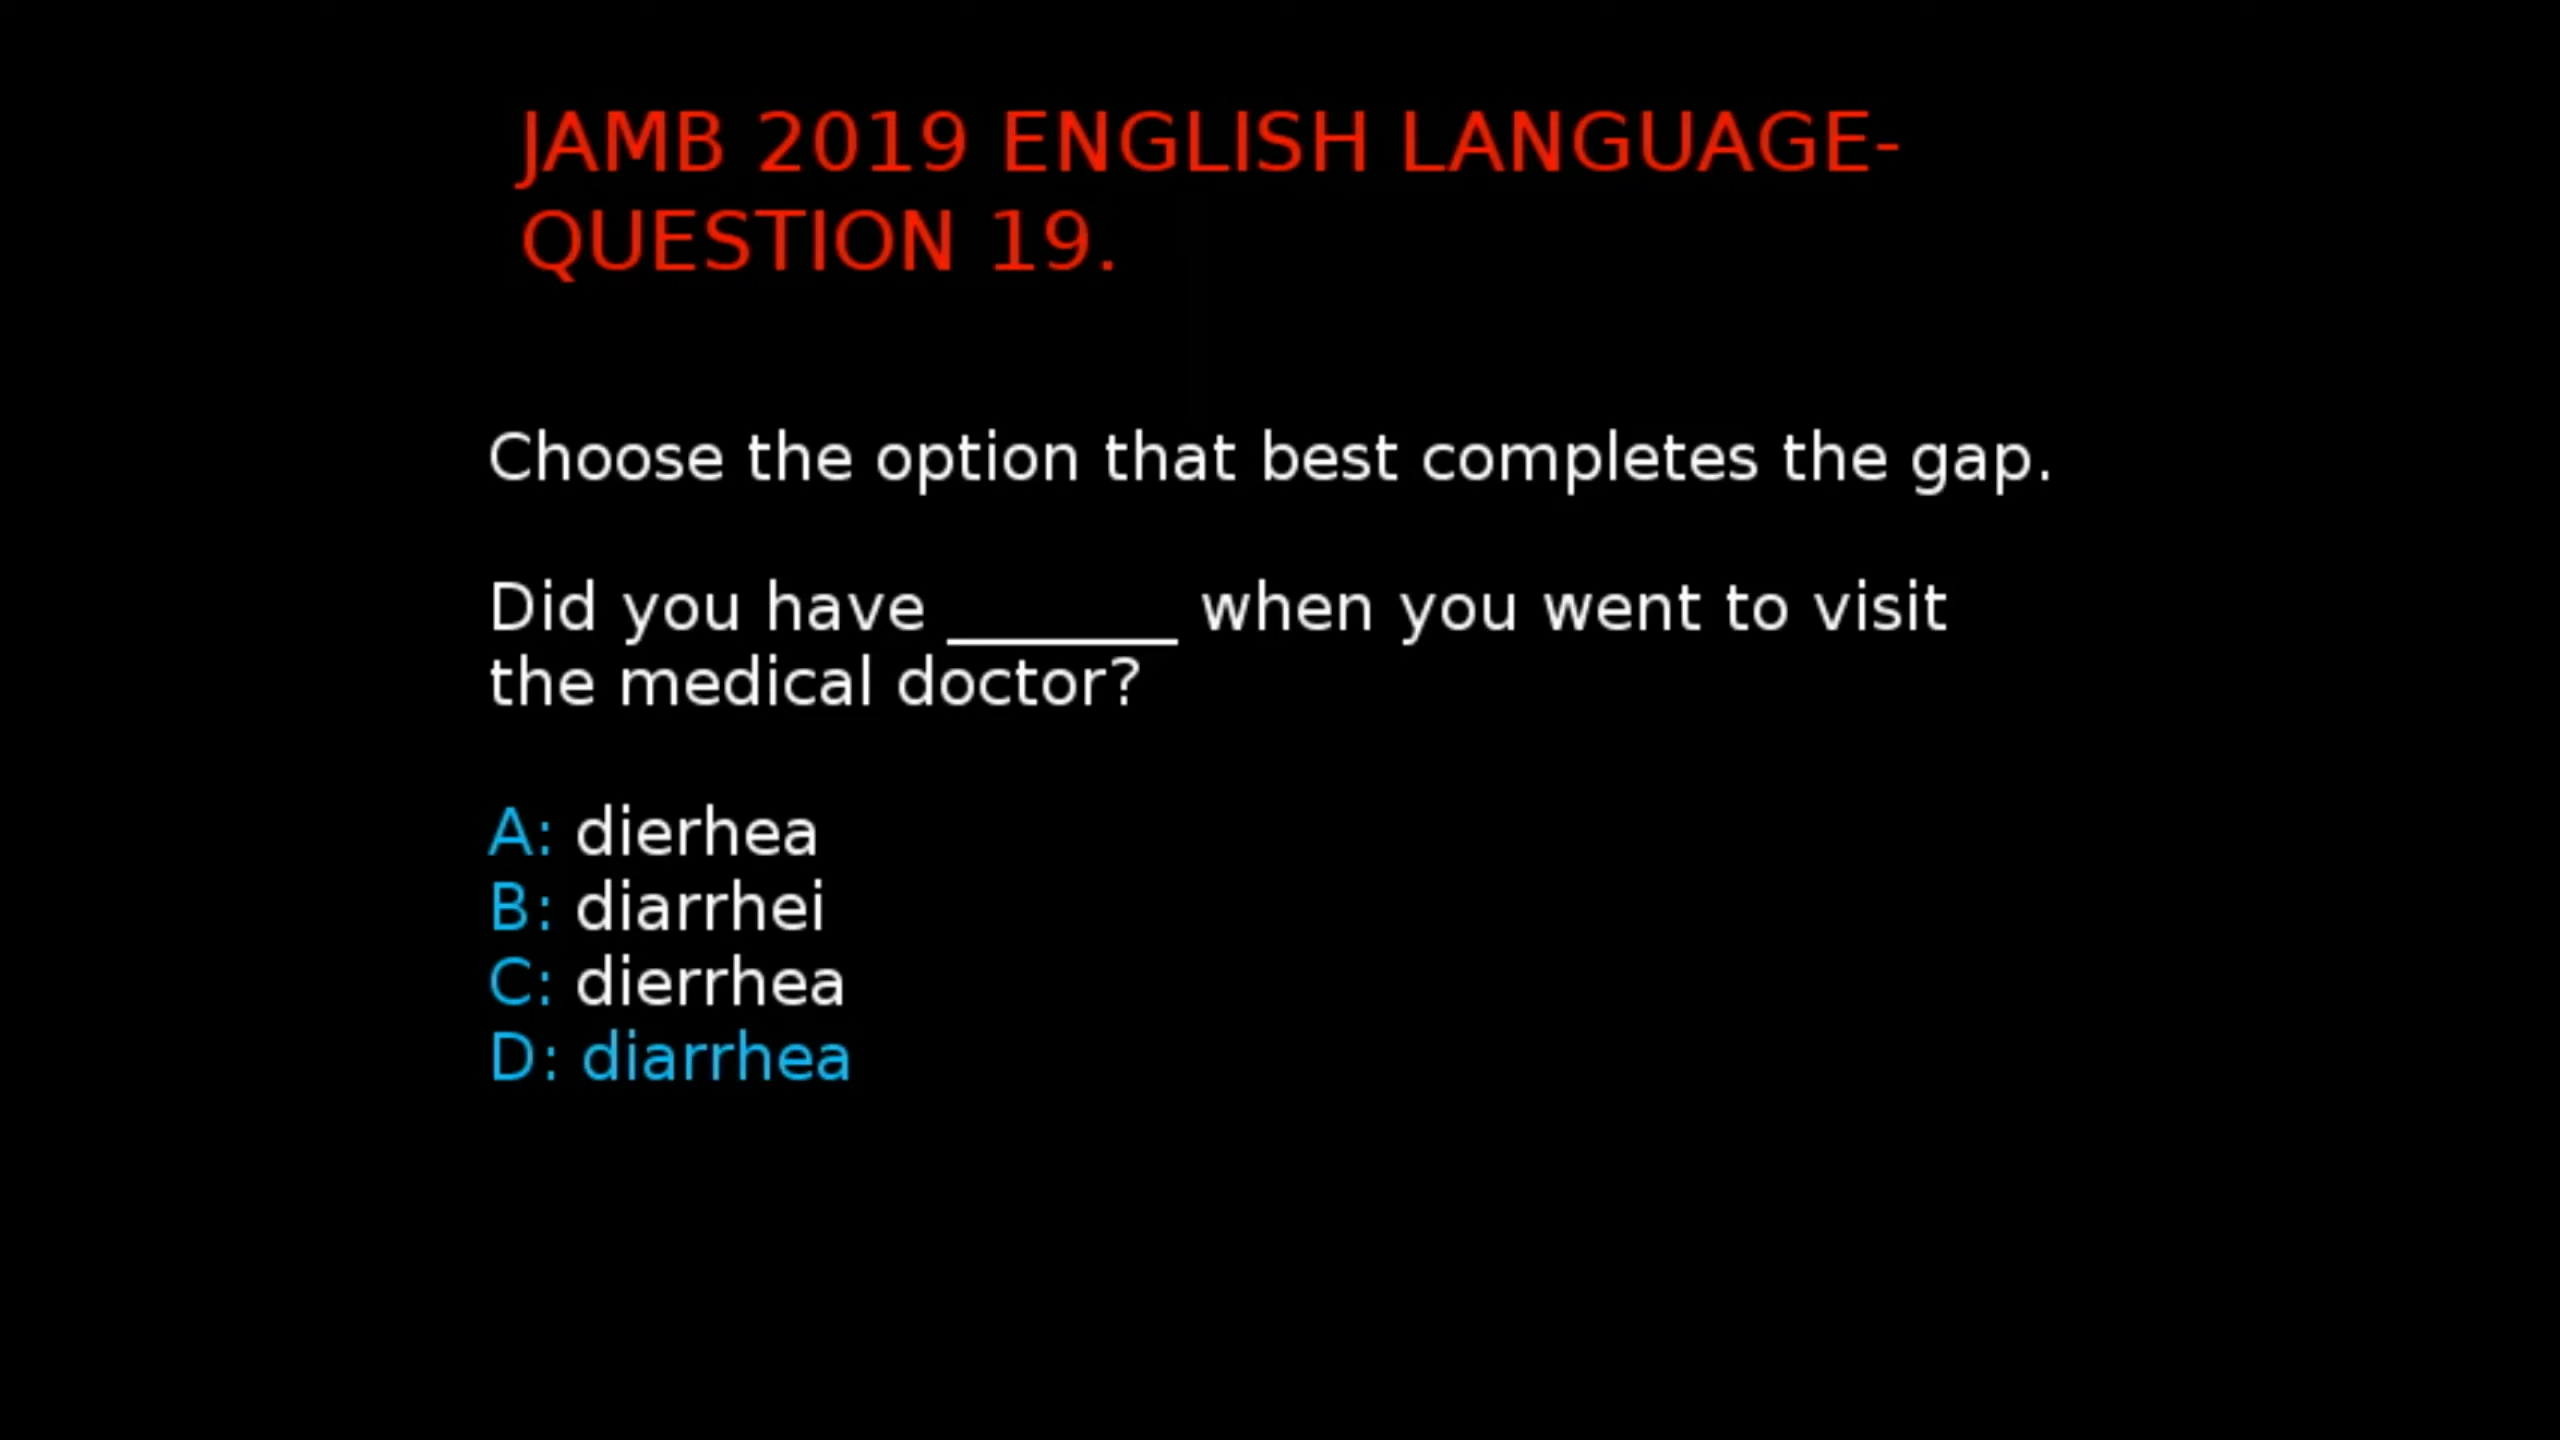 JAMB 2019 ENGLISH LANGUAGE-
QUESTION 19.
Choose the option that best completes the gap.
Did you have _______ when you went to visit
the medical doctor?
A: dierhea
B: diarrhei
C: dierrhea
D: diarrhea